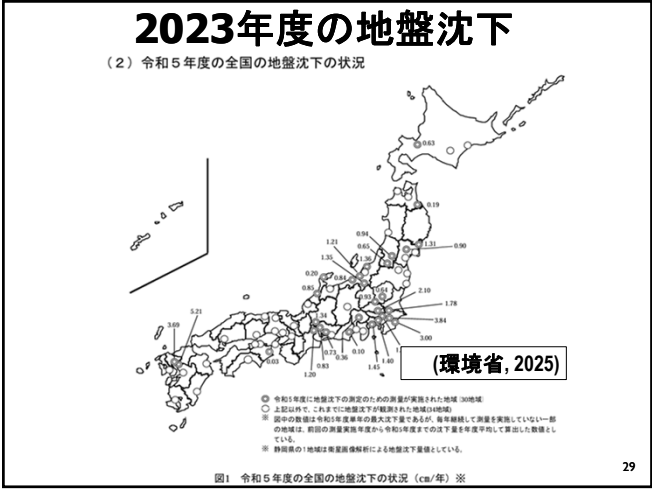 2023年度の地盤沈下
（２）令和５年度の全国の地盤沈下の状況
0.63
0.19
0.94
1.31
0.90
0.65
1.21
1.36
1.35
0.20
0.84
0.85
0.64
2.10
0.93
1.78
5.21
3.69
3.84
3.00
0.73
0.10
0.36
1.40
0.03
0.83
1.45
1.20
(環境省, 2025)
◎ 令和5年度に地盤沈下の測定のための測量が実施された地域（30地域）
○ 上記以外で、これまでに地盤沈下が観測された地域（34地域）
※ 図中の数値は令和5年度単年の最大沈下量であるが、毎年継続して測量を実施していない一部
の地域は、前回の測量実施年度から令和5年度までの沈下量を年度平均して算出した数値とし
ている。
※ 静岡県の1地域は衛星画像解析による地盤沈下量値としている。
図1 令和５年度の全国の地盤沈下の状況（cm/年）※
29